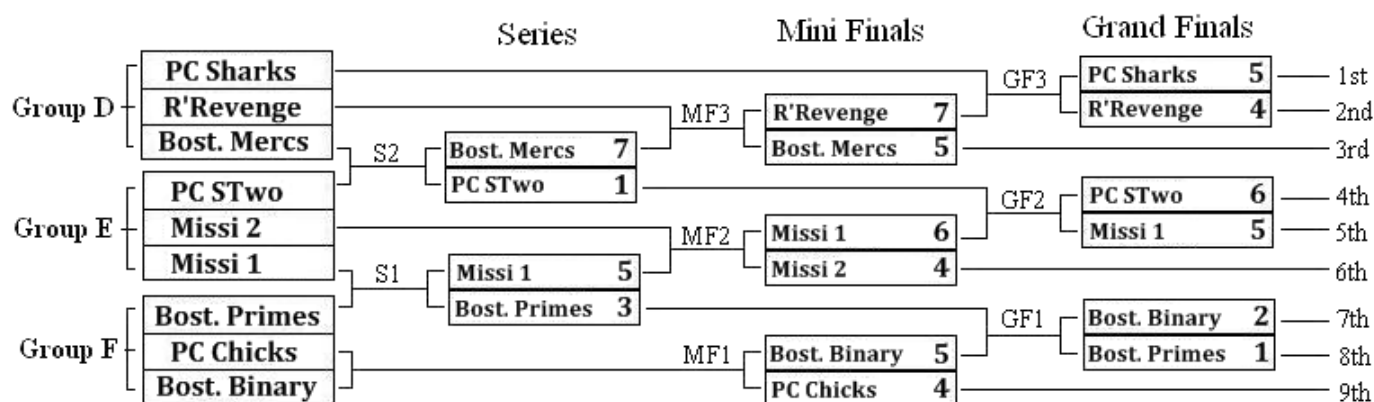 Series Mini Finals Grand Finals
Group D
PC Sharks
R'Revenge
Bost. Mercs
Group E
PC STwo
Missi 2
Missi 1
Group F
Bost. Primes
PC Chicks
Bost. Binary
S2
Bost. Mercs 7
PC STwo 1
S1
Missi 1 5
Bost. Primes 3
MF3
R'Revenge 7
Bost. Mercs 5
MF2
Missi 1 6
Missi 2 4
MF1
Bost. Binary 5
PC Chicks 4
GF3
PC Sharks 5
R'Revenge 4
GF2
PC STwo 6
Missi 1 5
GF1
Bost. Binary 2
Bost. Primes 1
1st
2nd
3rd
4th
5th
6th
7th
8th
9th